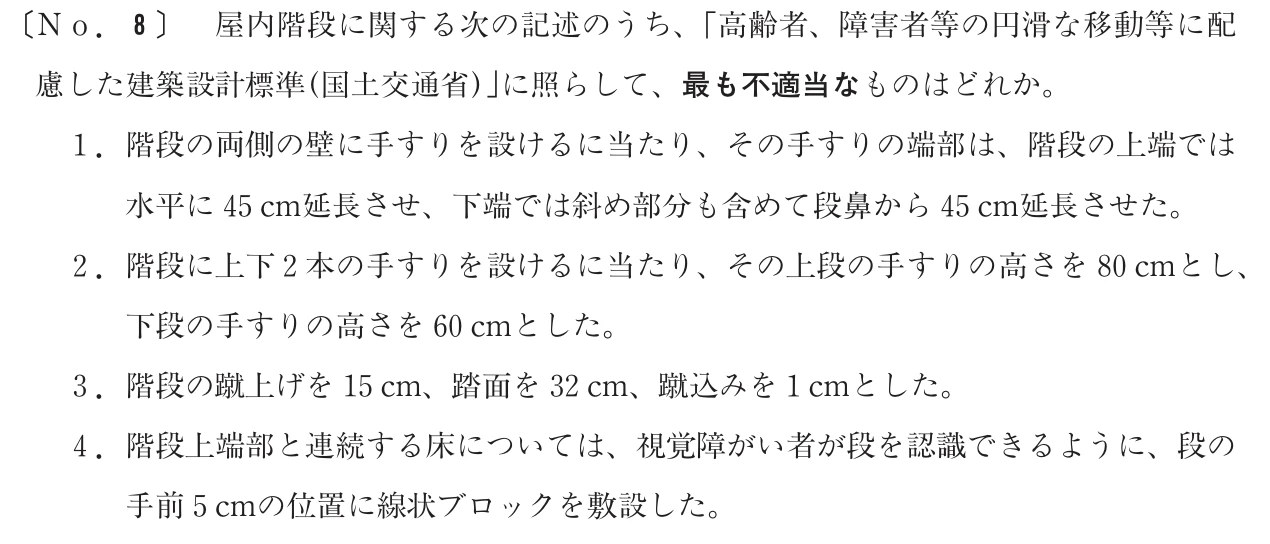 〔No. 8〕 屋内階段に関する次の記述のうち、「高齢者、障害者等の円滑な移動等に配
慮した建築設計標準(国土交通省)」に照らして、最も不適当なものはどれか。
1. 階段の両側の壁に手すりを設けるに当たり、その手すりの端部は、階段の上端では
水平に 45 cm延長させ、下端では斜め部分も含めて段鼻から 45 cm延長させた。
2. 階段に上下2本の手すりを設けるに当たり、その上段の手すりの高さを 80 cmとし、
下段の手すりの高さを 60 cmとした。
3. 階段の蹴上げを 15 cm、踏面を 32 cm、蹴込みを 1 cmとした。
4. 階段上端部と連続する床については、視覚障がい者が段を認識できるように、段の
手前 5 cmの位置に線状ブロックを敷設した。